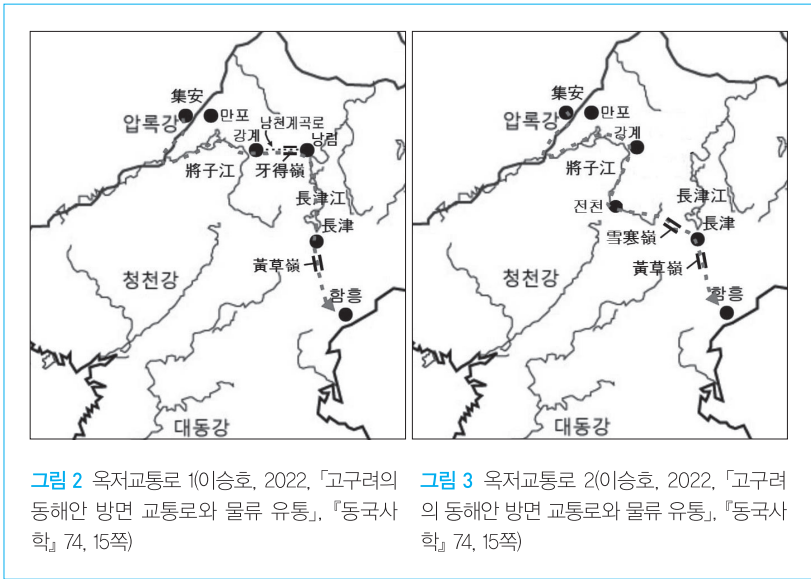 集安
만포
압록강
강계
남천계곡로
낭림
將子江
牙得嶺
長津江
長津
黃草嶺
함흥
청천강
대동강
集安
만포
압록강
강계
將子江
전천
長津江
長津
雪寒嶺
黃草嶺
함흥
청천강
대동강
그림 2 옥저교통로 1(이승호, 2022, 「고구려의
동해안 방면 교통로와 물류 유통」, 『동국사
학』 74, 15쪽)
그림 3 옥저교통로 2(이승호, 2022, 「고구려
의 동해안 방면 교통로와 물류 유통」, 『동국사
학』 74, 15쪽)